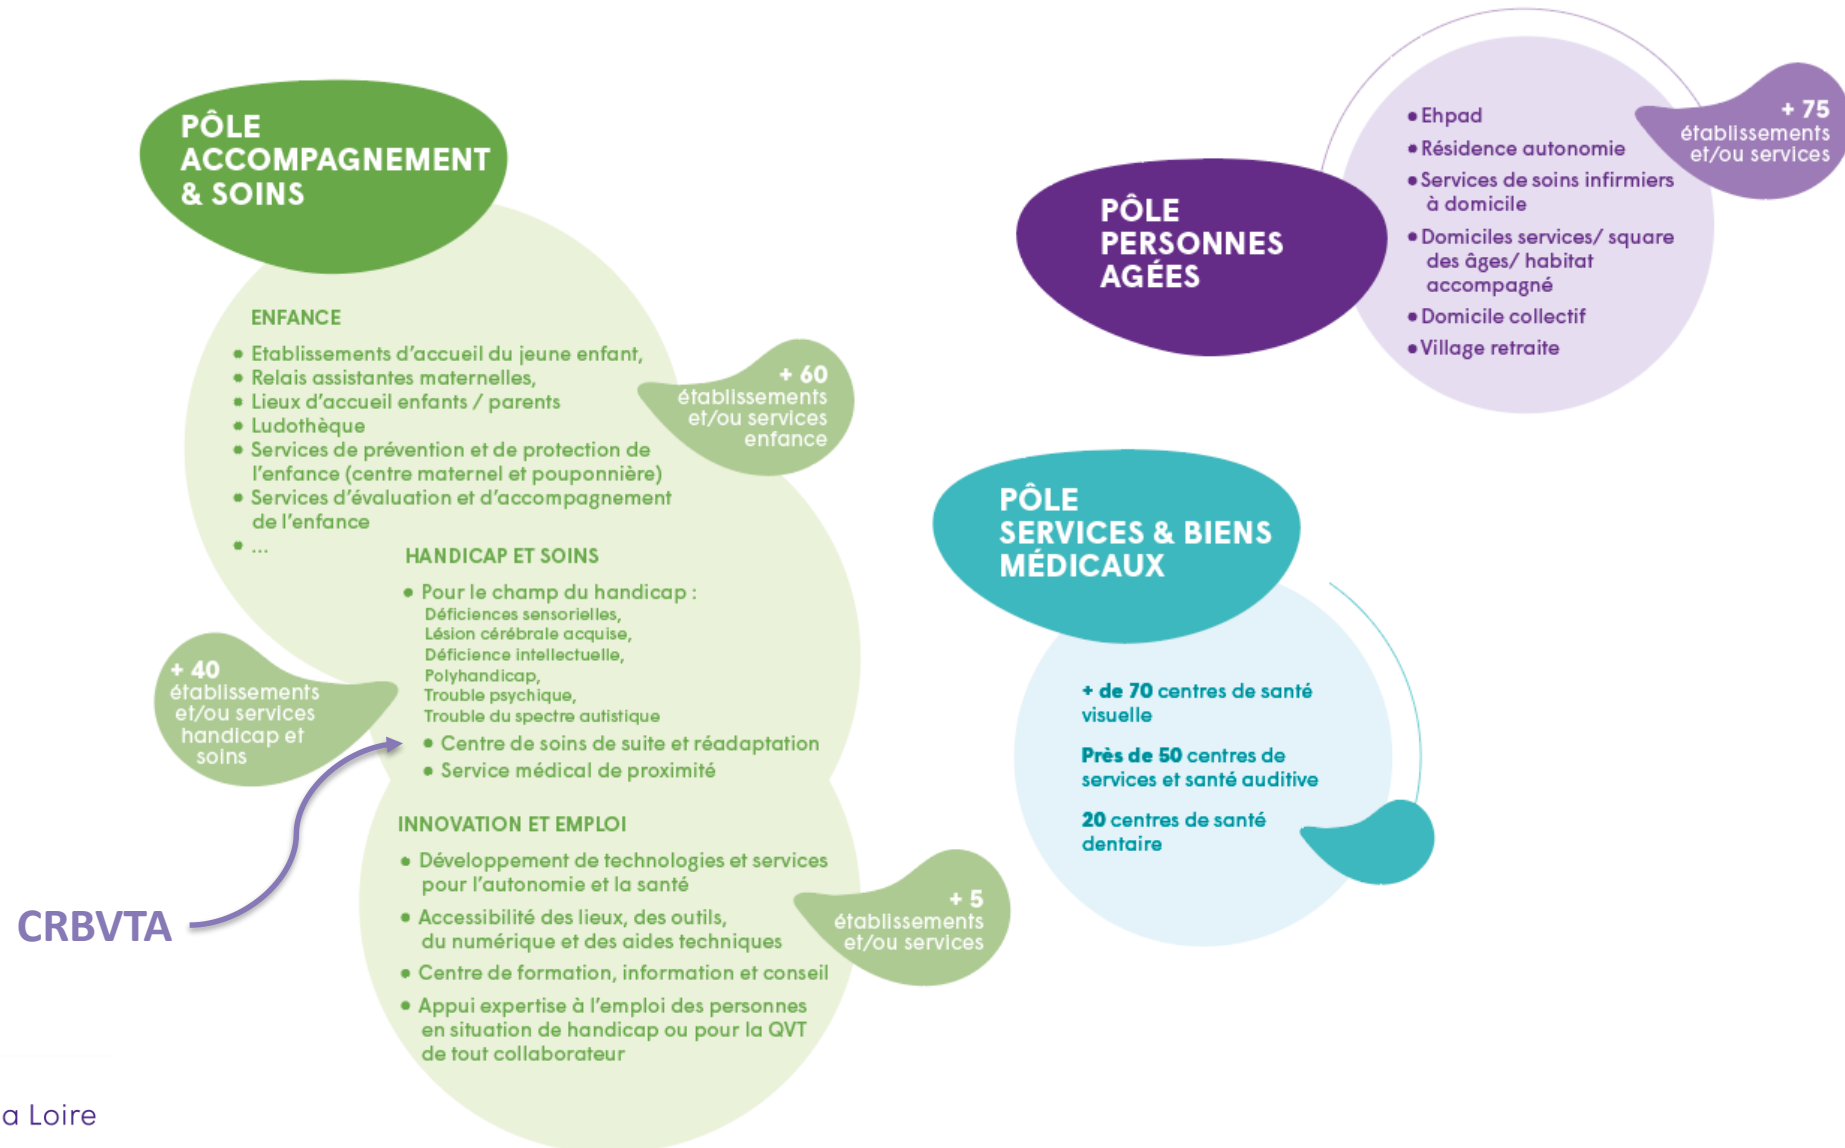 PÔLE
ACCOMPAGNEMENT
& SOINS
ENFANCE
• Etablissements d'accueil du jeune enfant,
• Relais assistantes maternelles,
• Lieux d'accueil enfants / parents
• Ludothèque
• Services de prévention et de protection de
l'enfance (centre maternel et pouponnière)
• Services d'évaluation et d'accompagnement
de l'enfance
• ...
+ 60
établissements
et/ou services
enfance
HANDICAP ET SOINS
• Pour le champ du handicap :
Déficiences sensorielles,
Lésion cérébrale acquise,
Déficience intellectuelle,
Polyhandicap,
Trouble psychique,
Trouble du spectre autistique
• Centre de soins de suite et réadaptation
• Service médical de proximité
+ 40
établissements
et/ou services
handicap et
soins
CRBVTA
INNOVATION ET EMPLOI
• Développement de technologies et services
pour l'autonomie et la santé
• Accessibilité des lieux, des outils,
du numérique et des aides techniques
• Centre de formation, information et conseil
• Appui expertise à l'emploi des personnes
en situation de handicap ou pour la QVT
de tout collaborateur
+ 5
établissements
et/ou services
PÔLE
PERSONNES
AGÉES
• Ehpad
• Résidence autonomie
• Services de soins infirmiers
à domicile
• Domiciles services/ square
des âges/ habitat
accompagné
• Domicile collectif
• Village retraite
+ 75
établissements
et/ou services
PÔLE
SERVICES & BIENS
MÉDICAUX
+ de 70 centres de santé
visuelle
Près de 50 centres de
services et santé auditive
20 centres de santé
dentaire
a Loire